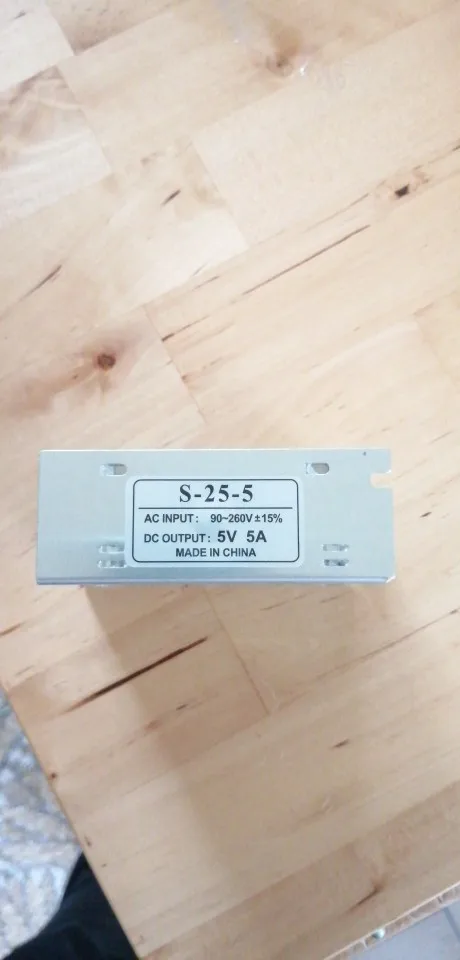 S-25-5
AC INPUT: 90~260V±15%
DC OUTPUT: 5V 5A
MADE IN CHINA